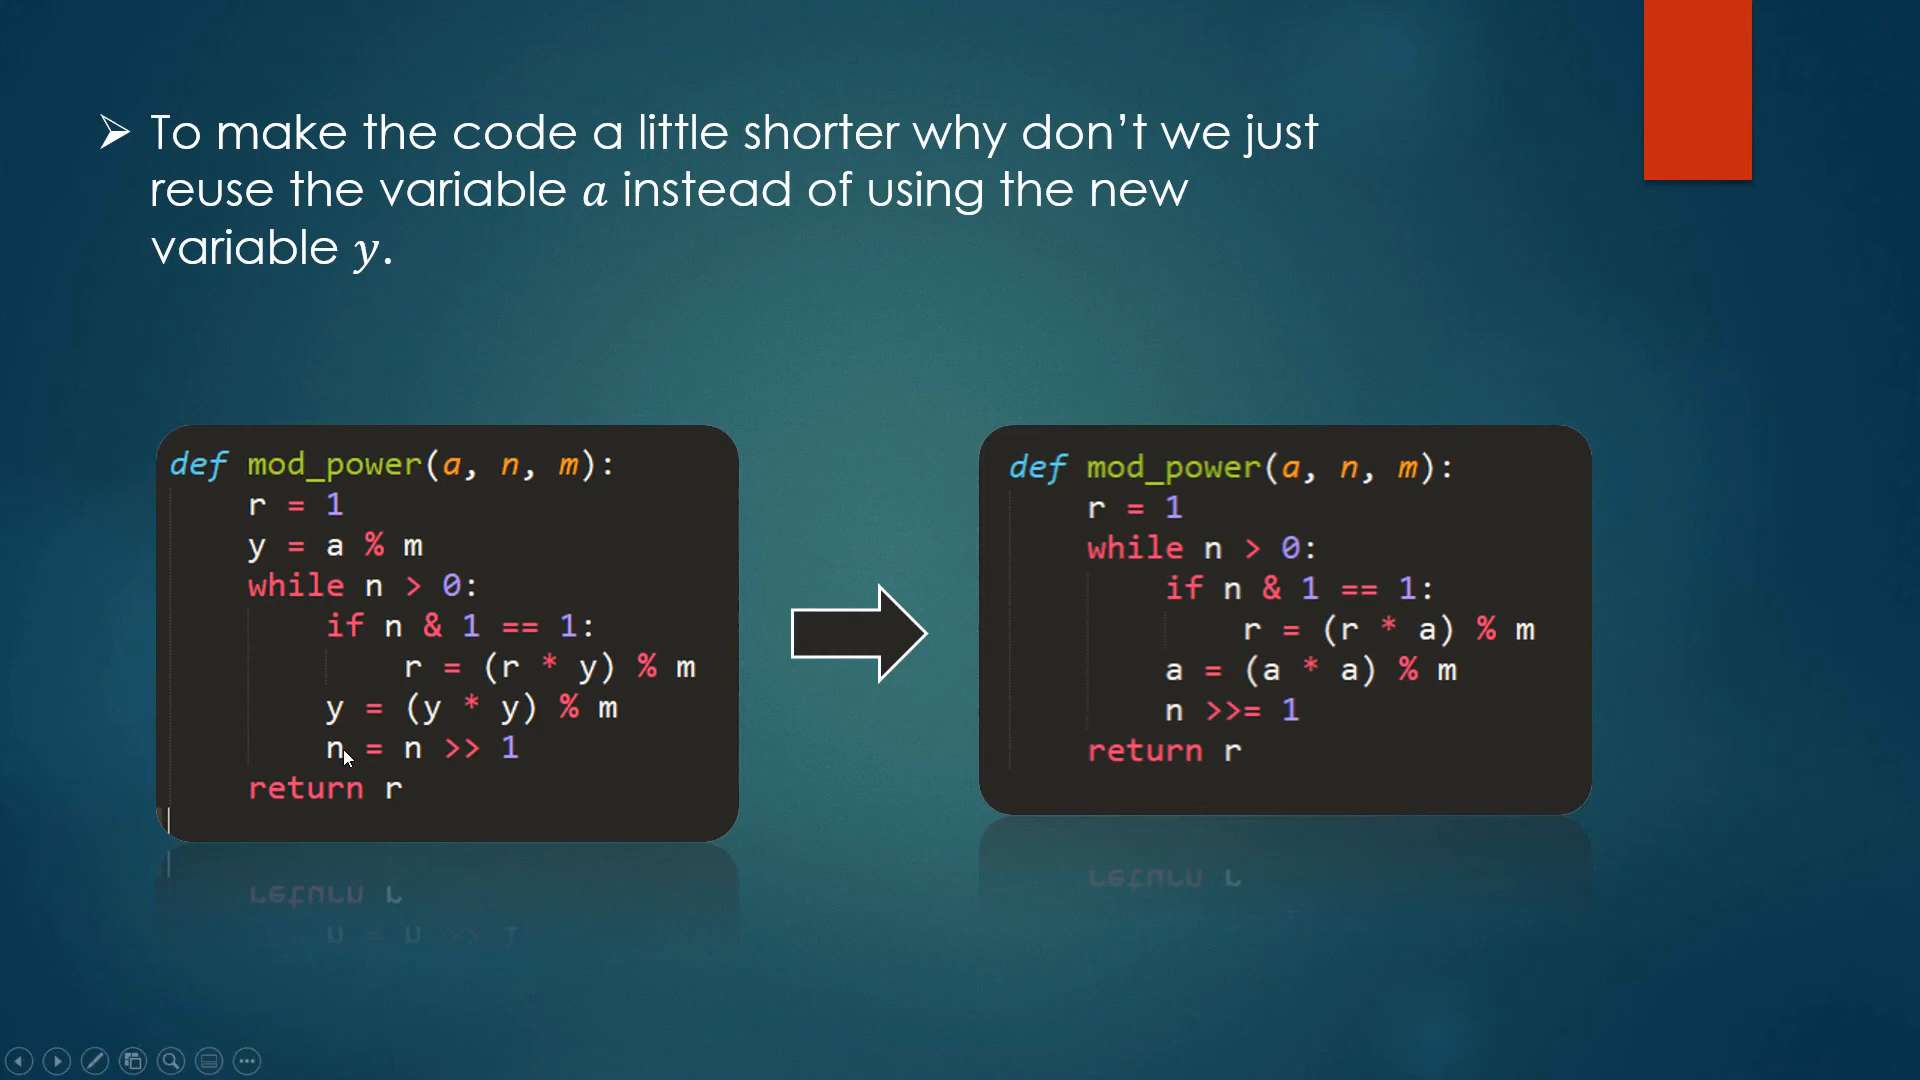 To make the code a little shorter why don’t we just
reuse the variable a instead of using the new
variable y.
def mod_power(a, n, m):
r = 1
y = a % m
while n > 0:
if n & 1 == 1:
r = (r * y) % m
y = (y * y) % m
n = n >> 1
return r
def mod_power(a, n, m):
r = 1
while n > 0:
if n & 1 == 1:
r = (r * a) % m
a = (a * a) % m
n >>= 1
return r